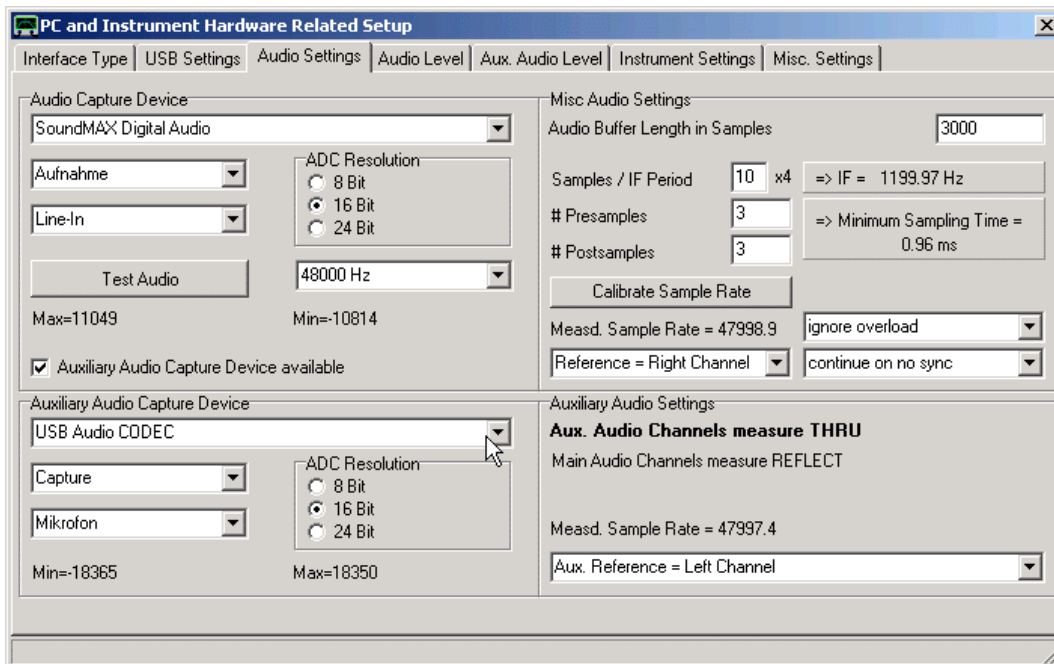 PC and Instrument Hardware Related Setup
Interface Type
USB Settings
Audio Settings
Audio Level
Aux. Audio Level
Instrument Settings
Misc. Settings
Audio Capture Device
SoundMAX Digital Audio
Aufnahme
Line-In
ADC Resolution
8 Bit
16 Bit
24 Bit
Test Audio
48000 Hz
Max=11049
Min=-10814
Auxiliary Audio Capture Device available
Misc Audio Settings
Audio Buffer Length in Samples
3000
Samples / IF Period
10
x4
=> IF = 1199.97 Hz
# Presamples
3
=> Minimum Sampling Time =
0.96 ms
# Postsamples
3
Calibrate Sample Rate
Measd. Sample Rate = 47998.9
ignore overload
Reference = Right Channel
continue on no sync
Auxiliary Audio Capture Device
USB Audio CODEC
Capture
Mikrofon
ADC Resolution
8 Bit
16 Bit
24 Bit
Min=-18365
Max=18350
Auxiliary Audio Settings
Aux. Audio Channels measure THRU
Main Audio Channels measure REFLECT
Measd. Sample Rate = 47997.4
Aux. Reference = Left Channel